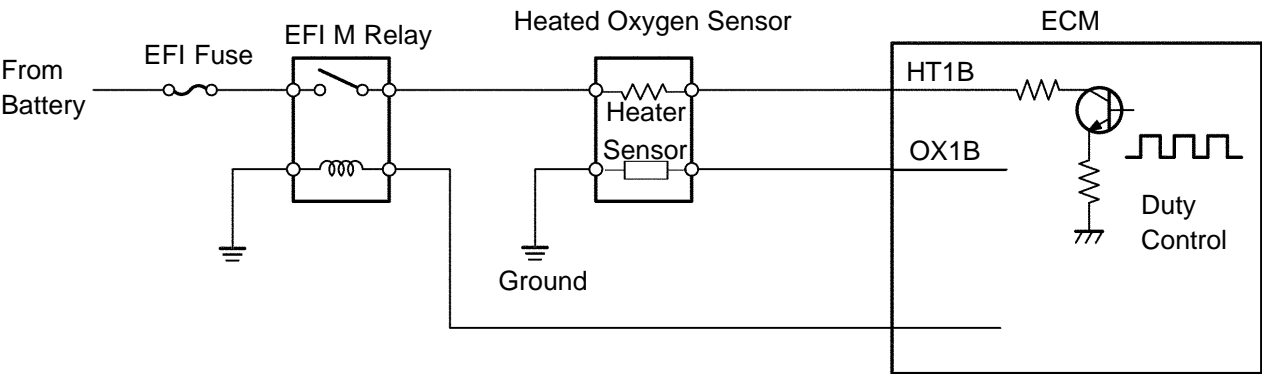 Heated Oxygen Sensor
ECM
EFI M Relay
EFI Fuse
From
Battery
HT1B
Heater
Sensor
OX1B
Duty
Control
Ground